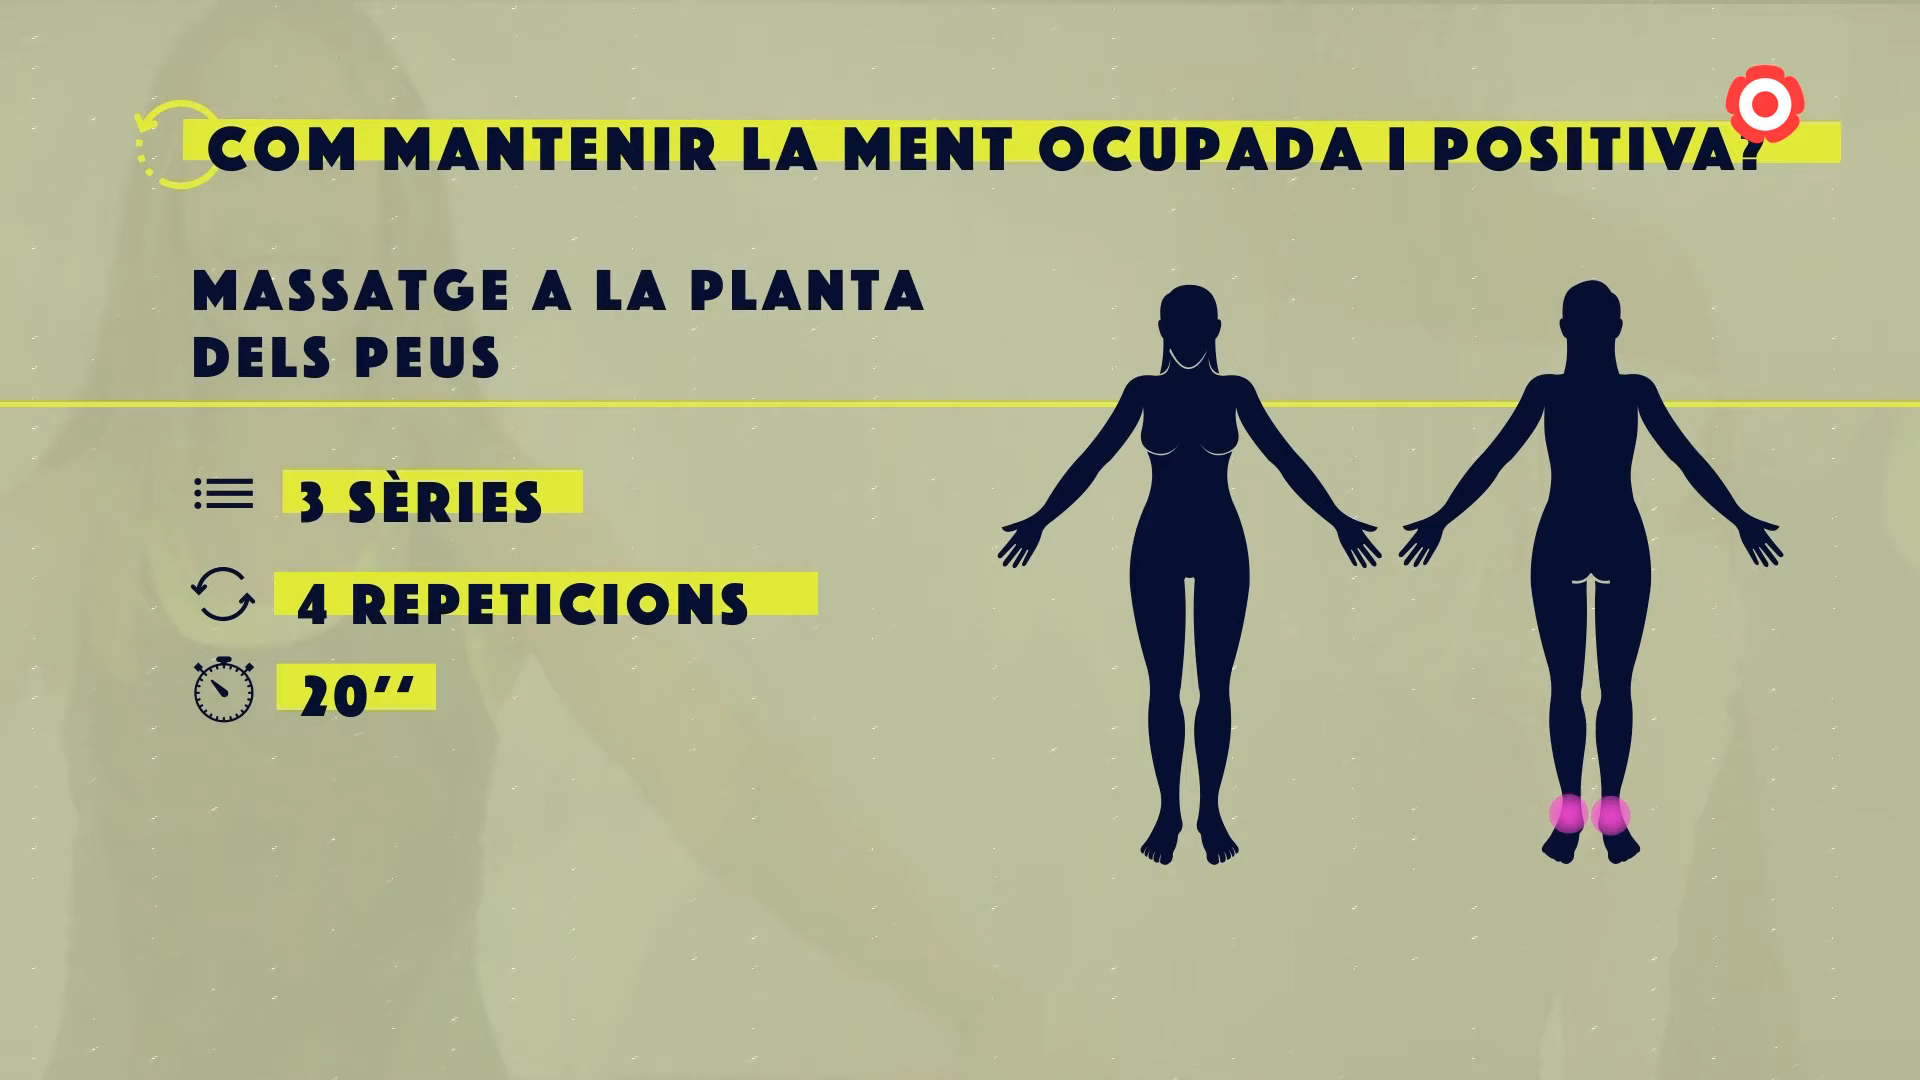 COM MANTENIR LA MENT OCUPADA I POSITIVA?
MASSATGE A LA PLANTA
DELS PEUS
3 SÈRIES
4 REPETICIONS
20′′